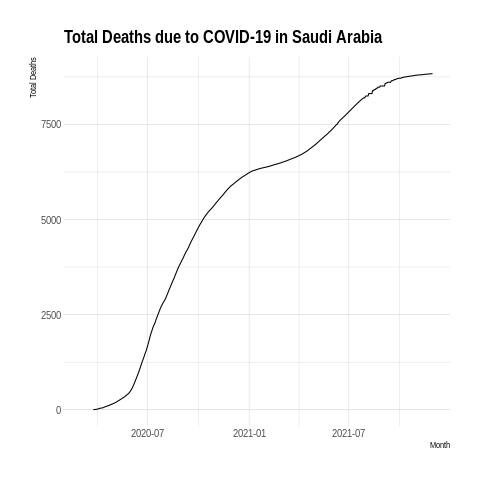 Total Deaths due to COVID-19 in Saudi Arabia
Total Deaths
7500
5000
2500
0
2020-07 2021-01 2021-07
Month